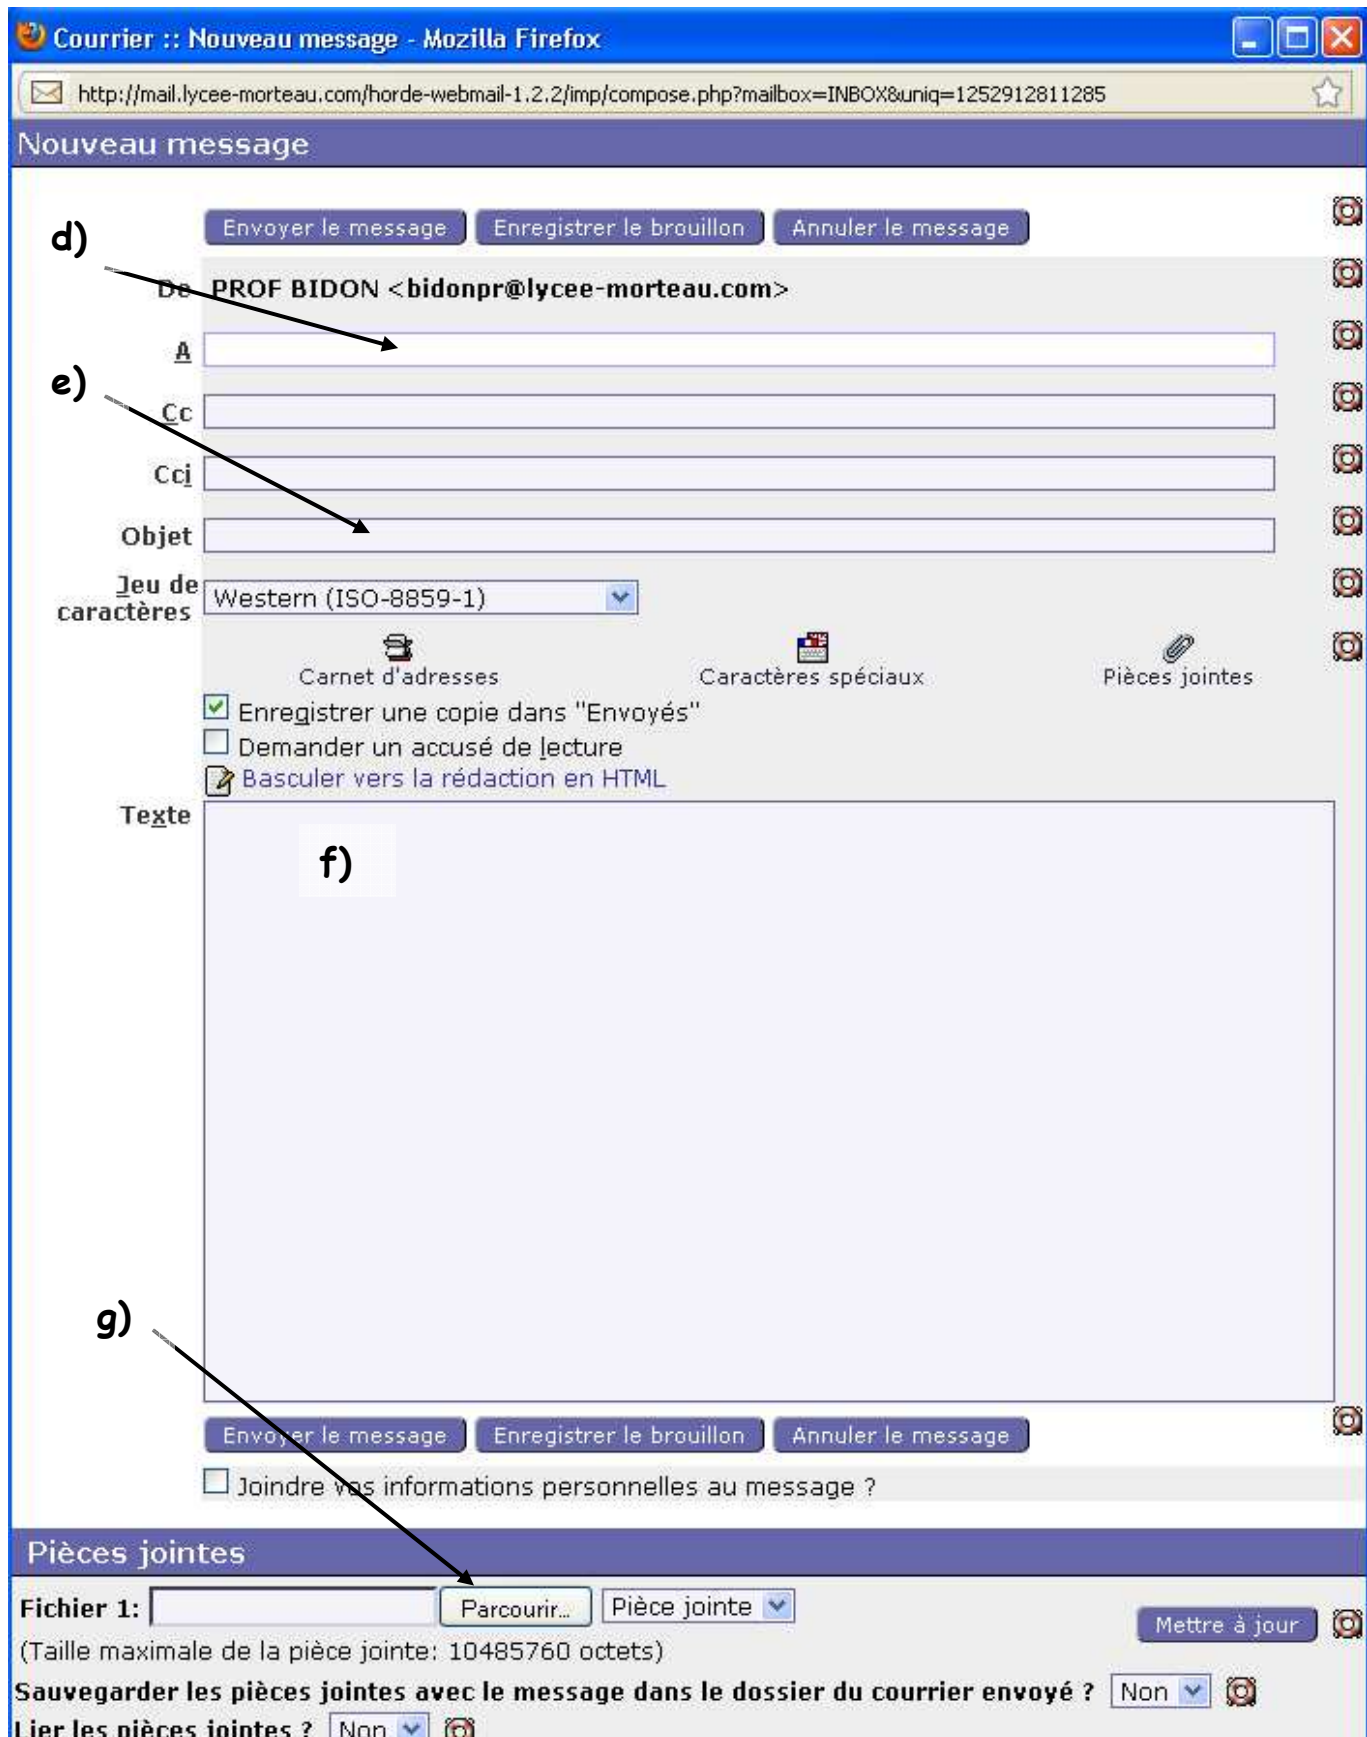 Courrier :: Nouveau message - Mozilla Firefox
http://mail.lycee-morteau.com/horde-webmail-1.2.2/imp/compose.php?mailbox=INBOX&uniq=1252912811285
Nouveau message
d)
Envoyer le message Enregistrer le brouillon Annuler le message
De PROF BIDON <bidonpr@lycee-morteau.com>
A
e)
Cc
Cci
Objet
Jeu de caractères Western (ISO-8859-1)
Carnet d'adresses Caractères spéciaux Pièces jointes
Enregistrer une copie dans "Envoyés"
Demander un accusé de lecture
Basculer vers la rédaction en HTML
Texte
f)
g)
Envoyer le message Enregistrer le brouillon Annuler le message
Joindre vos informations personnelles au message ?
Pièces jointes
Fichier 1: Parcourir... Pièce jointe
Mettre à jour
(Taille maximale de la pièce jointe: 10485760 octets)
Sauvegarder les pièces jointes avec le message dans le dossier du courrier envoyé ? Non
Lier les pièces jointes ? Non